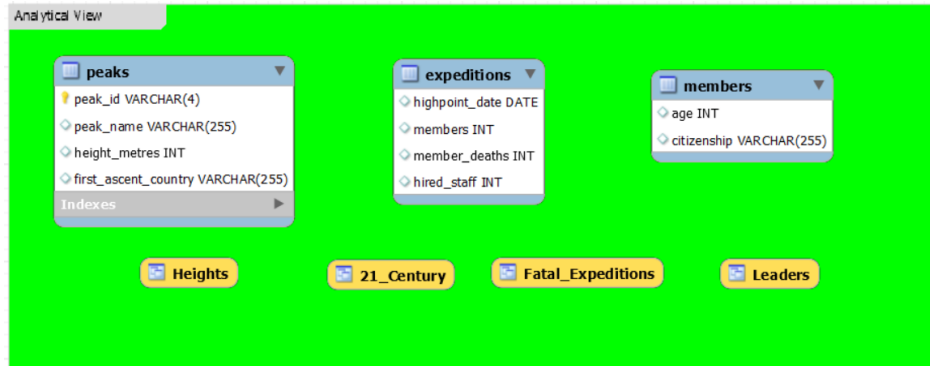 Analytical View
peaks
peak_id VARCHAR(4)
peak_name VARCHAR(255)
height_metres INT
first_ascent_country VARCHAR(255)
Indexes
expeditions
highpoint_date DATE
members INT
member_deaths INT
hired_staff INT
members
age INT
citizenship VARCHAR(255)
Heights
21_Century
Fatal_Expeditions
Leaders